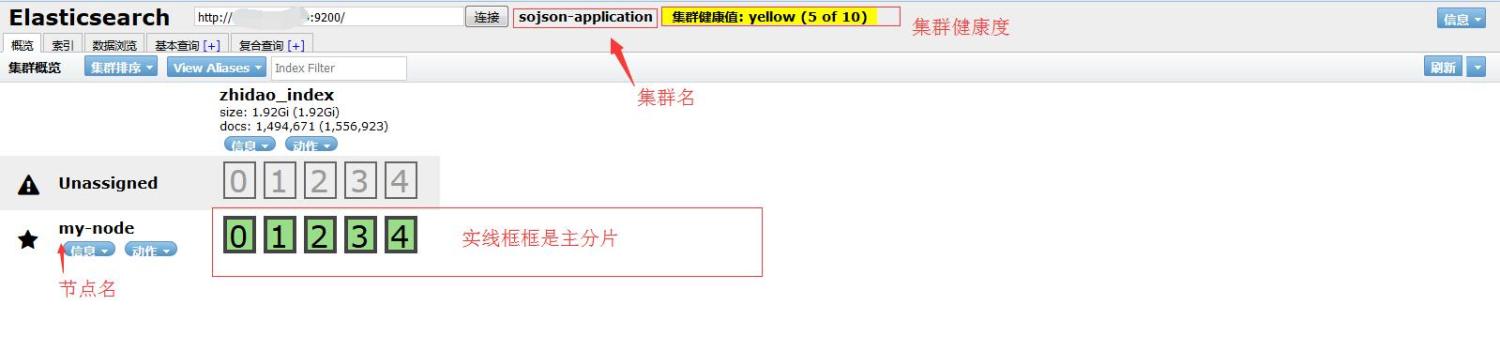 Elasticsearch http:// :9200/ 连接 sojson-application 集群健康值: yellow (5 of 10) 集群健康度 信息
概览 索引 数据浏览 基本查询 [+] 复合查询 [+]
集群概览 集群排序 View Aliases Index Filter 刷新
集群名
zhidao_index
size: 1.92Gi (1.92Gi)
docs: 1,494,671 (1,556,923)
信息 动作
Unassigned 0 1 2 3 4
my-node 0 1 2 3 4 实线框框是主分片
信息 动作
节点名